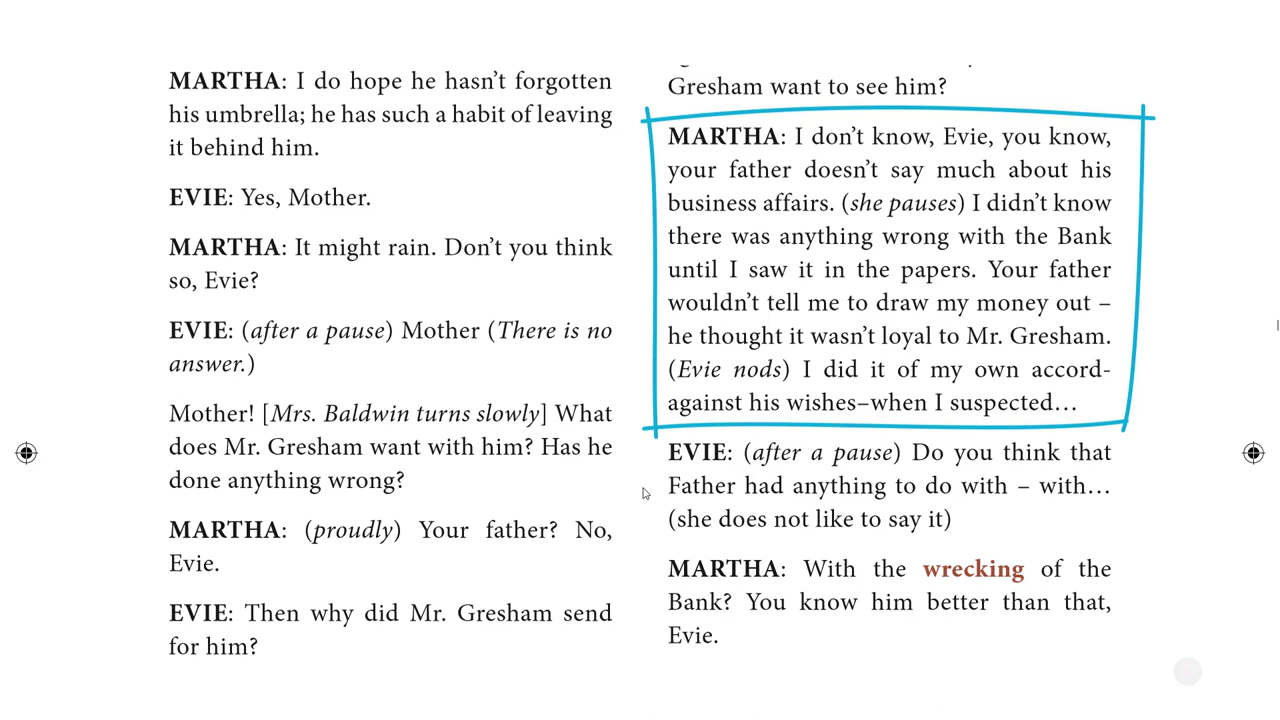 MARTHA: I do hope he hasn't forgotten
his umbrella; he has such a habit of leaving
it behind him.
EVIE: Yes, Mother.
MARTHA: It might rain. Don't you think
so, Evie?
EVIE: (after a pause) Mother (There is no
answer.)
Mother! [Mrs. Baldwin turns slowly] What
does Mr. Gresham want with him? Has he
done anything wrong?
MARTHA: (proudly) Your father? No,
Evie.
EVIE: Then why did Mr. Gresham send
for him?
Gresham want to see him?
MARTHA: I don't know, Evie, you know,
your father doesn't say much about his
business affairs. (she pauses) I didn't know
there was anything wrong with the Bank
until I saw it in the papers. Your father
wouldn't tell me to draw my money out –
he thought it wasn't loyal to Mr. Gresham.
(Evie nods) I did it of my own accord-
against his wishes–when I suspected…
EVIE: (after a pause) Do you think that
Father had anything to do with – with…
(she does not like to say it)
MARTHA: With the wrecking of the
Bank? You know him better than that,
Evie.